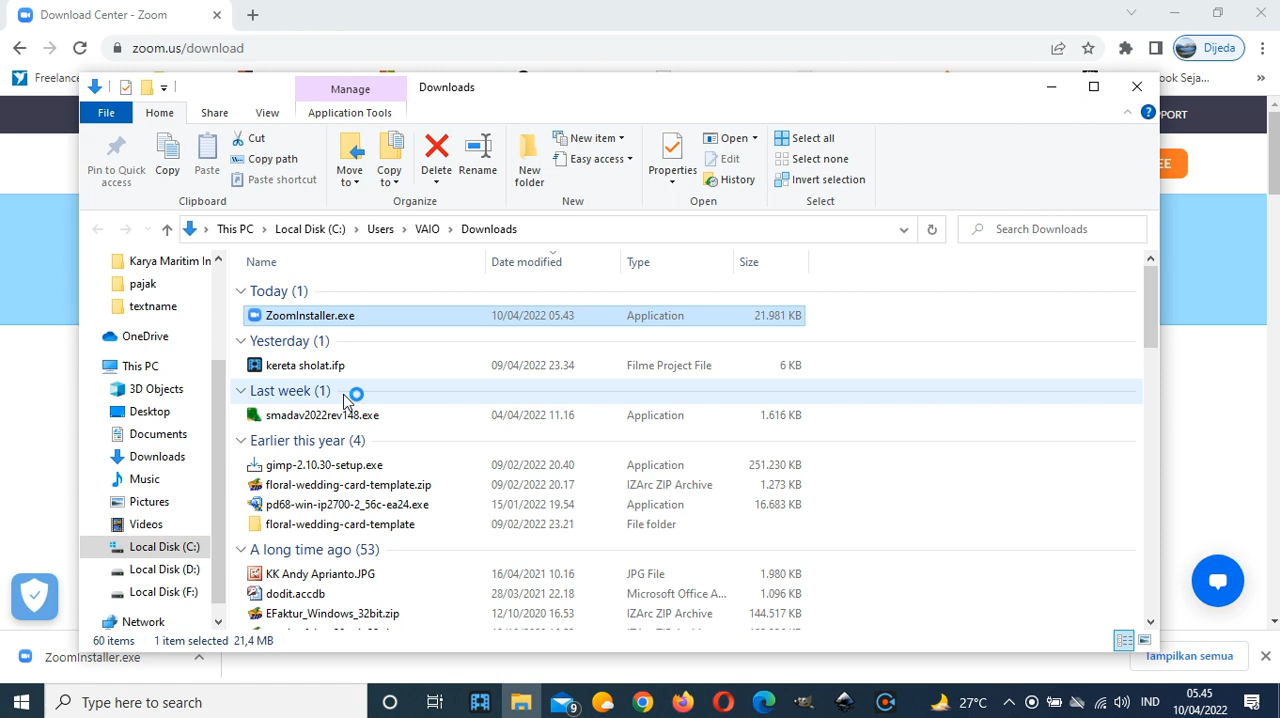 Download Center - Zoom
zoom.us/download
Dijeda
Freelance
ook Seja...
»
Manage
Downloads
File
Home
Share
View
Application Tools
PORT
EE
Pin to Quick access
Copy
Paste
Cut
Copy path
Paste shortcut
Move to
Copy to
Delete
Rename
New folder
New item
Easy access
Properties
Open
Edit
History
Select all
Select none
Invert selection
Clipboard
Organize
New
Open
Select
This PC > Local Disk (C:) > Users > VAIO > Downloads
Search Downloads
Karya Maritim In
pajak
textname
OneDrive
This PC
3D Objects
Desktop
Documents
Downloads
Music
Pictures
Videos
Local Disk (C:)
Local Disk (D:)
Local Disk (F:)
Network
Name Date modified Type Size
Today (1)
ZoomInstaller.exe 10/04/2022 05.43 Application 21.981 KB
Yesterday (1)
kereta sholat.ifp 09/04/2022 23.34 Filme Project File 6 KB
Last week (1)
smadav2022rev148.exe 04/04/2022 11.16 Application 1.616 KB
Earlier this year (4)
gimp-2.10.30-setup.exe 09/02/2022 20.40 Application 251.230 KB
floral-wedding-card-template.zip 09/02/2022 20.17 IZArc ZIP Archive 1.273 KB
pd68-win-ip2700-2_56c-ea24.exe 15/01/2022 19.54 Application 16.683 KB
floral-wedding-card-template 09/02/2022 23.21 File folder
A long time ago (53)
KK Andy Aprianto.JPG 16/04/2021 10.16 JPG File 1.980 KB
dodit.accdb 28/03/2021 22.18 Microsoft Office A... 1.096 KB
EFaktur_Windows_32bit.zip 12/10/2020 16.53 IZArc ZIP Archive 144.517 KB
60 items 1 item selected 21,4 MB
ZoomInstaller.exe
Tampilkan semua
Type here to search
9
27°C
IND
05.45
10/04/2022